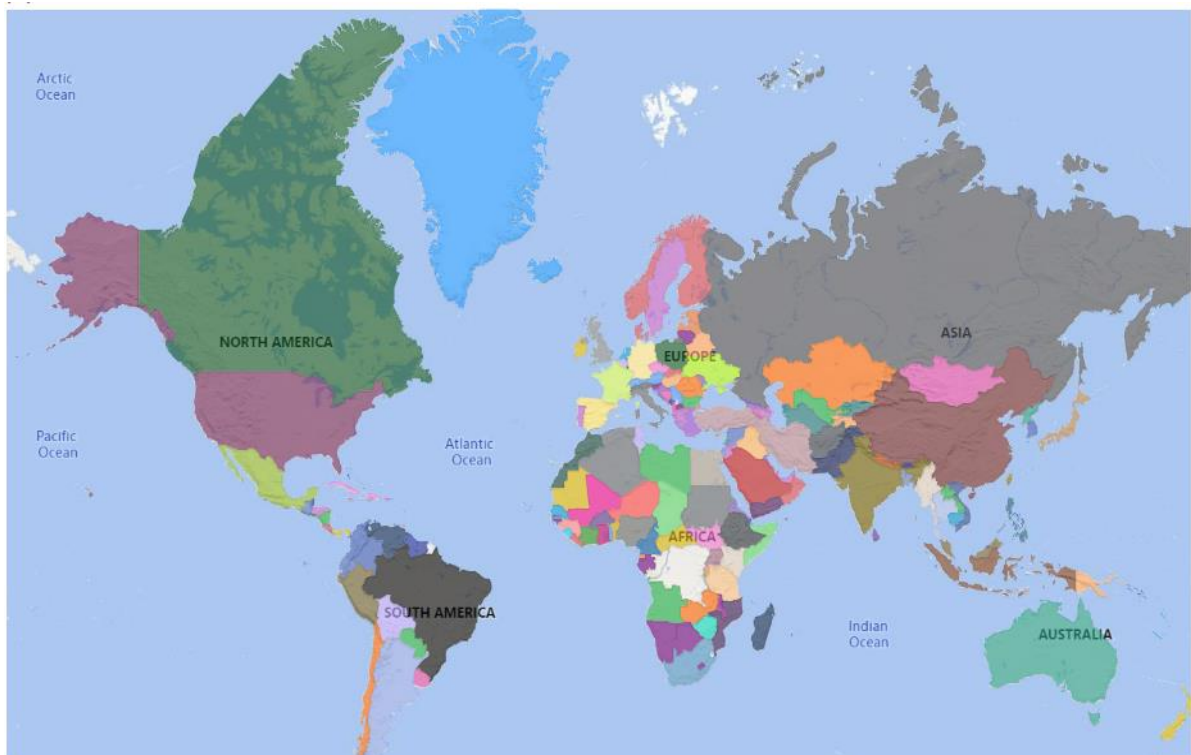 Arctic
Ocean
NORTH AMERICA
ASIA
EUROPE
Pacific
Ocean
Atlantic
Ocean
AFRICA
SOUTH AMERICA
Indian
Ocean
AUSTRALIA